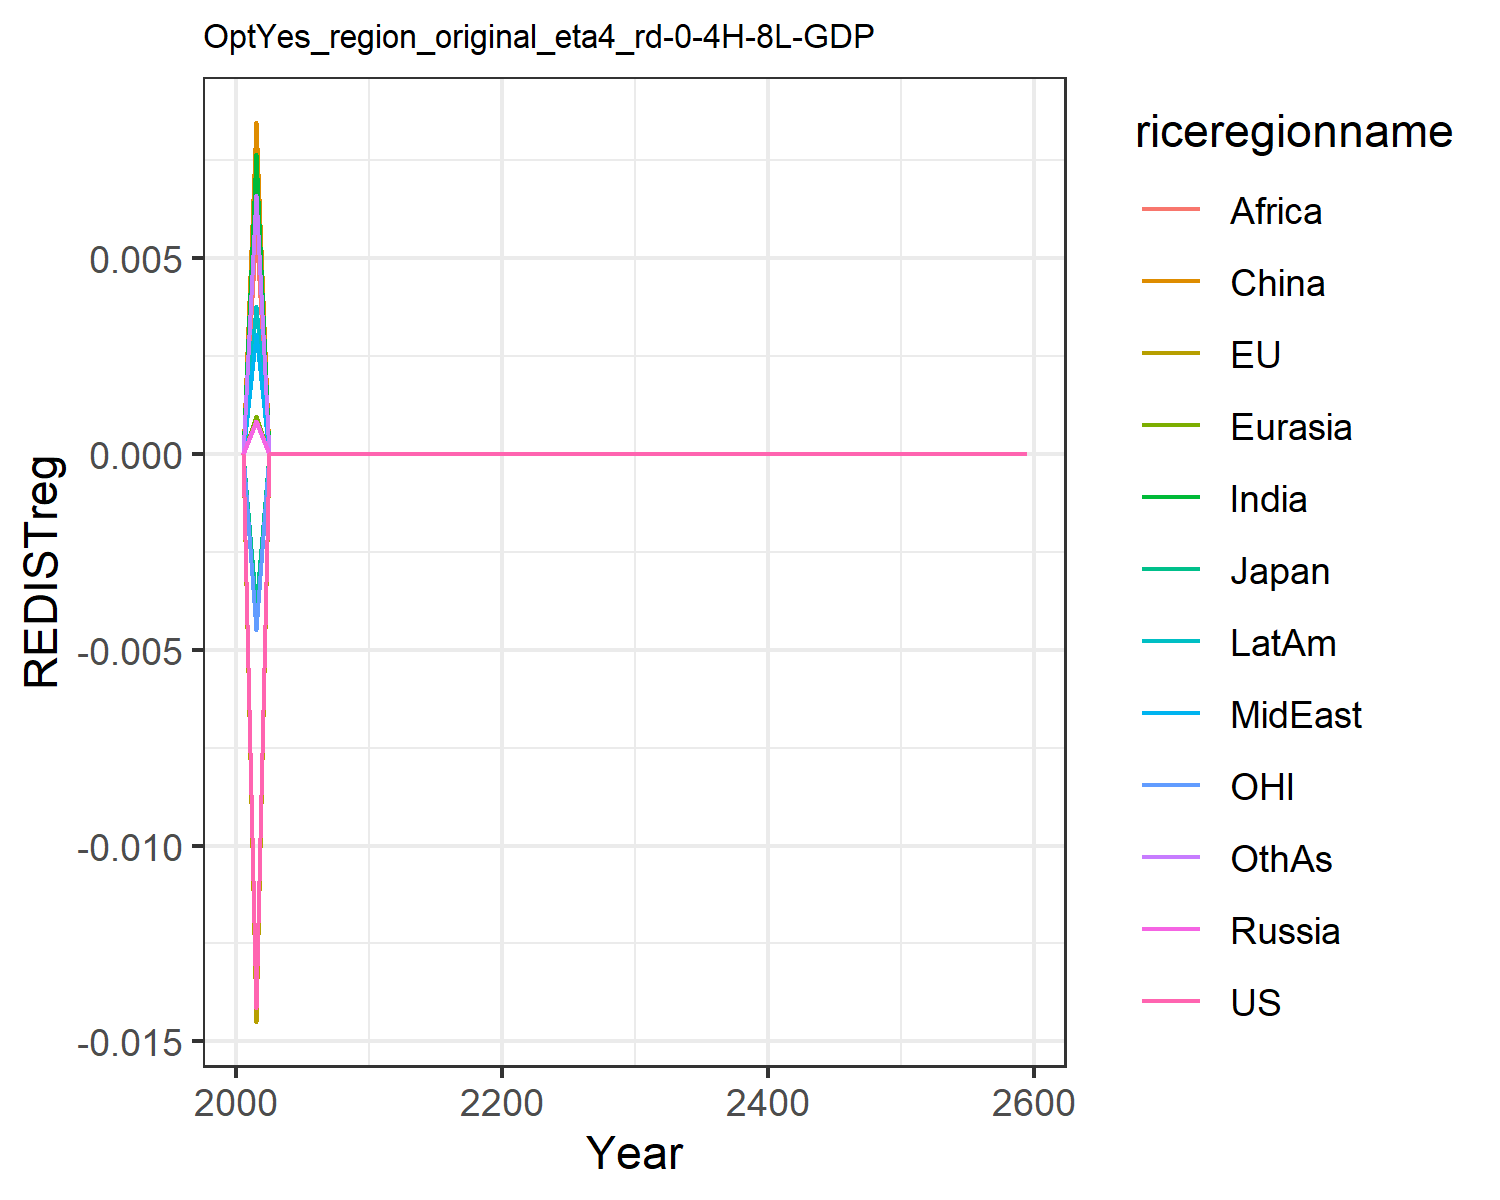 OptYes_region_original_eta4_rd-0-4H-8L-GDP
riceregionname
Africa
China
EU
Eurasia
India
Japan
LatAm
MidEast
OHI
OthAs
Russia
US
REDISTreg
0.005
0.000
-0.005
-0.010
-0.015
2000
2200
2400
2600
Year